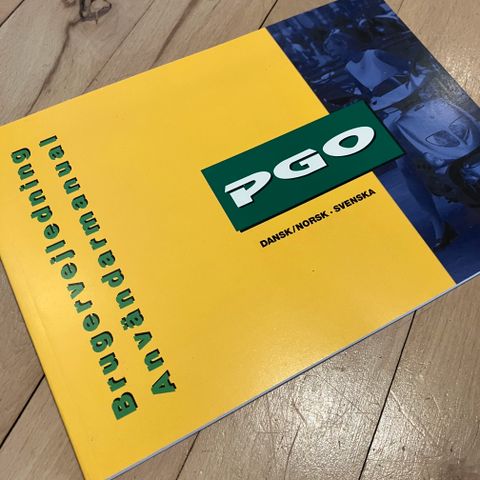 Brugervejledning
Användarmanual
PGO
DANSK/NORSK · SVENSKA